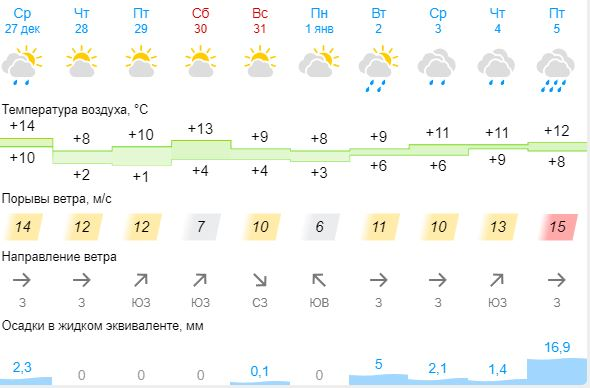 Ср Чт Пт Сб Вс Пн Вт Ср Чт Пт
27 дек 28 29 30 31 1 янв 2 3 4 5
Температура воздуха, °C
+14 +8 +10 +13 +9 +8 +9 +11 +11 +12
+10 +2 +1 +4 +4 +3 +6 +6 +9 +8
Порывы ветра, м/с
14 12 12 7 10 6 11 10 13 15
Направление ветра
З З ЮЗ ЮЗ СЗ ЮВ З З ЮЗ З
Осадки в жидком эквиваленте, мм
2,3 0 0 0 0,1 0 5 2,1 1,4 16,9